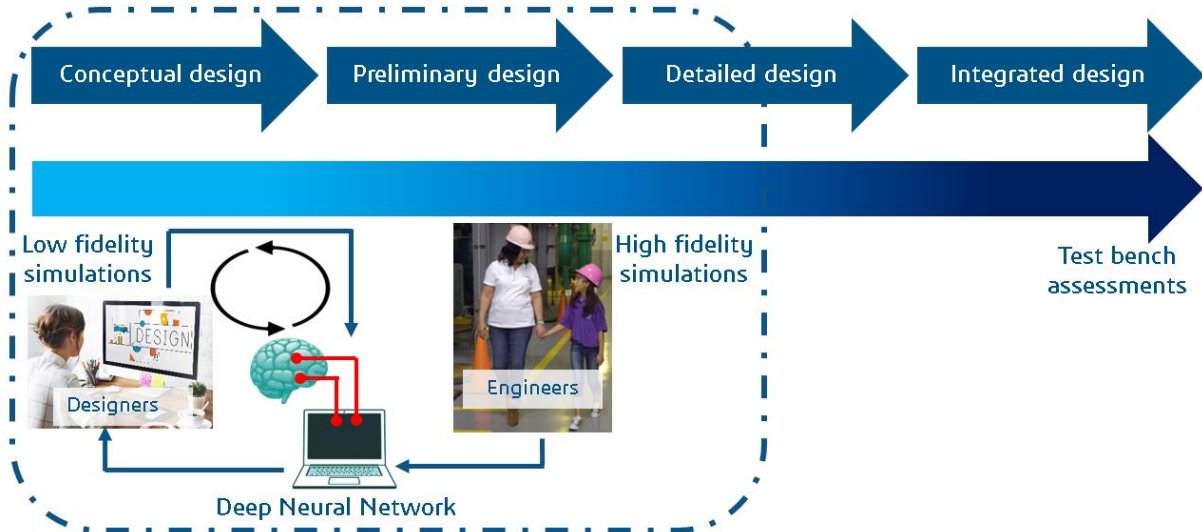 Conceptual design
Preliminary design
Detailed design
Integrated design
Low fidelity
simulations
High fidelity
simulations
Test bench
assessments
DESIGN
Designers
Engineers
Deep Neural Network